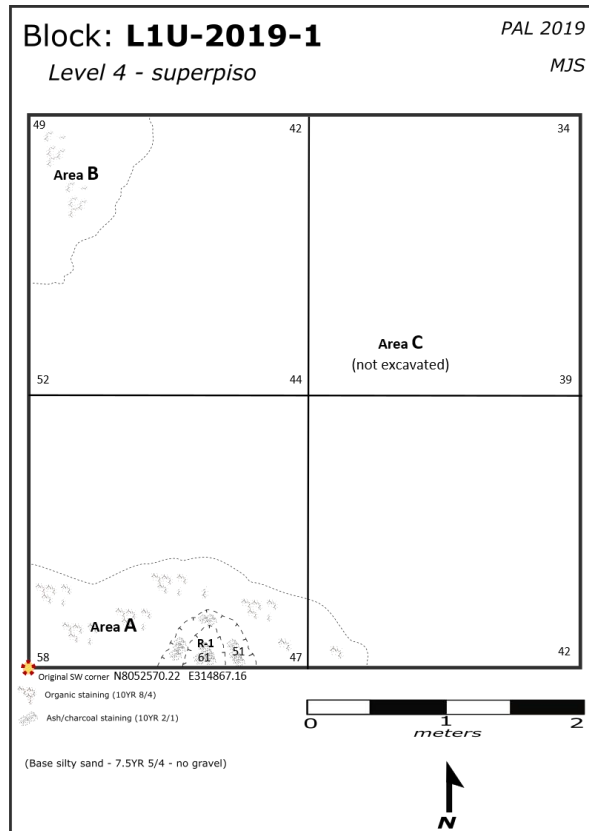 Block: L1U-2019-1
PAL 2019
Level 4 - superpiso
MJS
49
42
34
Area B
Area C
(not excavated)
52
44
39
Area A
R-1
61
51
58
47
42
Original SW corner N8052570.22 E314867.16
Organic staining (10YR 8/4)
Ash/charcoal staining (10YR 2/1)
0 1 2
meters
(Base silty sand - 7.5YR 5/4 - no gravel)
N